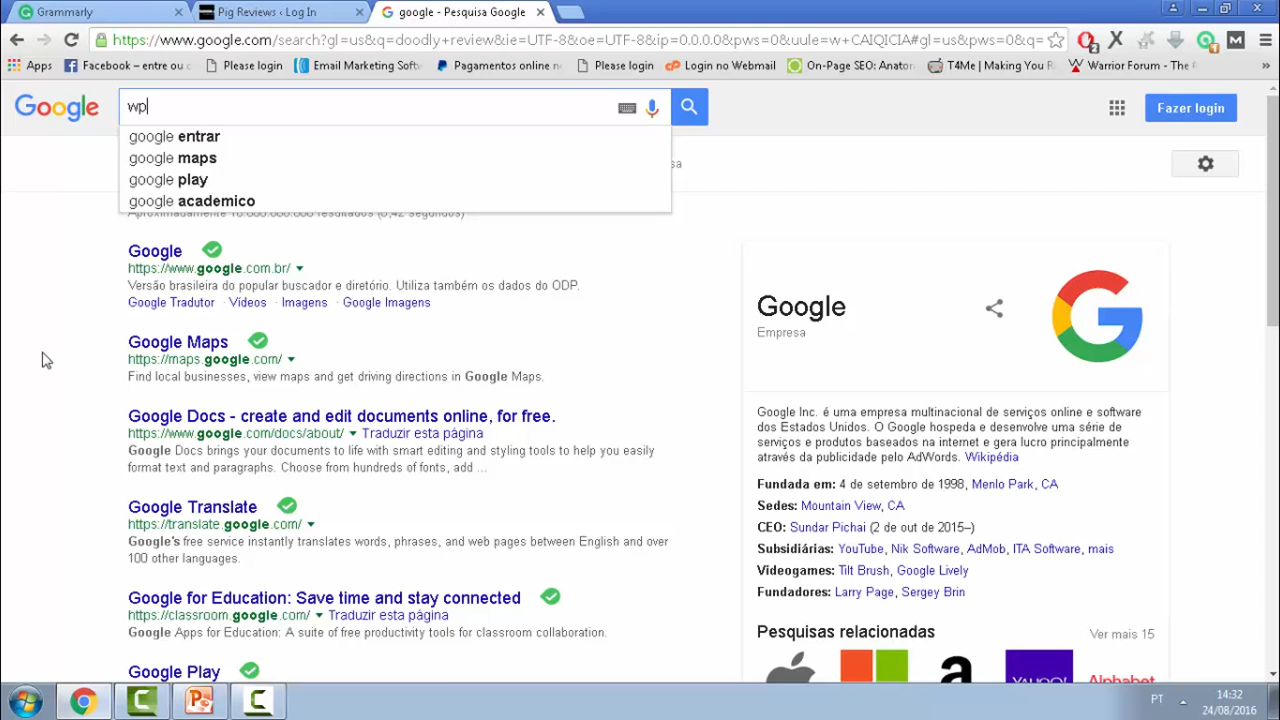 Grammarly
Pig Reviews ‹ Log In
google - Pesquisa Google
https://www.google.com/search?gl=us&q=doodly+review&ie=UTF-8&oe=UTF-8&ip=0.0.0.0&pws=0&uule=w+CAIQICIA#gl=us&pws=0&q=
Apps
Facebook – entre ou c
Please login
Email Marketing Softw
Pagamentos online no
Please login
Login no Webmail
On-Page SEO: Anaton
T4Me | Making You R
Warrior Forum - The #
»
Google
wp
Fazer login
google entrar
google maps
google play
google academico
sa
Google
https://www.google.com.br/
Versão brasileira do popular buscador e diretório. Utiliza também os dados do ODP.
Google Tradutor · Vídeos · Imagens · Google Imagens
Google Maps
https://maps.google.com/
Find local businesses, view maps and get driving directions in Google Maps.
Google Docs - create and edit documents online, for free.
https://www.google.com/docs/about/ Traduzir esta página
Google Docs brings your documents to life with smart editing and styling tools to help you easily
format text and paragraphs. Choose from hundreds of fonts, add ...
Google Translate
https://translate.google.com/
Google's free service instantly translates words, phrases, and web pages between English and over
100 other languages.
Google for Education: Save time and stay connected
https://classroom.google.com/ Traduzir esta página
Google Apps for Education: A suite of free productivity tools for classroom collaboration.
Google Play
Google
Empresa
Google Inc. é uma empresa multinacional de serviços online e software
dos Estados Unidos. O Google hospeda e desenvolve uma série de
serviços e produtos baseados na internet e gera lucro principalmente
através da publicidade pelo AdWords. Wikipédia
Fundada em: 4 de setembro de 1998, Menlo Park, CA
Sedes: Mountain View, CA
CEO: Sundar Pichai (2 de out de 2015–)
Subsidiárias: YouTube, Nik Software, AdMob, ITA Software, mais
Videogames: Tilt Brush, Google Lively
Fundadores: Larry Page, Sergey Brin
Pesquisas relacionadas
Ver mais 15
YAHOO!
Alphabet
PT
14:32
24/08/2016